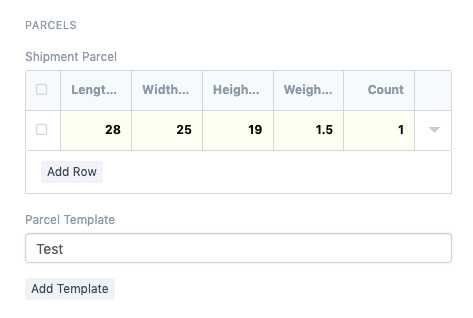 PARCELS
Shipment Parcel
Lengt... Width... Heigh... Weigh... Count
28 25 19 1.5 1
Add Row
Parcel Template
Test
Add Template